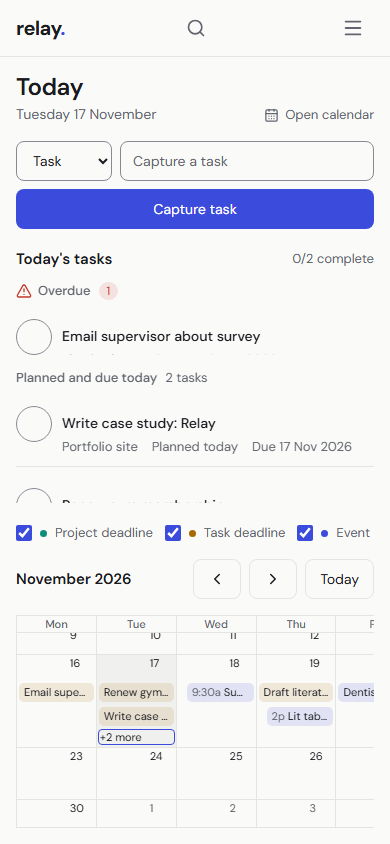 relay.
Today
Tuesday 17 November
Open calendar
Task
Capture a task
Capture task
Today's tasks
0/2 complete
Overdue 1
Email supervisor about survey
Planned and due today 2 tasks
Write case study: Relay
Portfolio site Planned today Due 17 Nov 2026
Project deadline Task deadline Event
November 2026
Today
Mon Tue Wed Thu
9 10 11 12
16 17 18 19
Email supe... Renew gym... 9:30a Su... Draft literat... Dentis
Write case ... 2p Lit tab...
+2 more
23 24 25 26
30 1 2 3